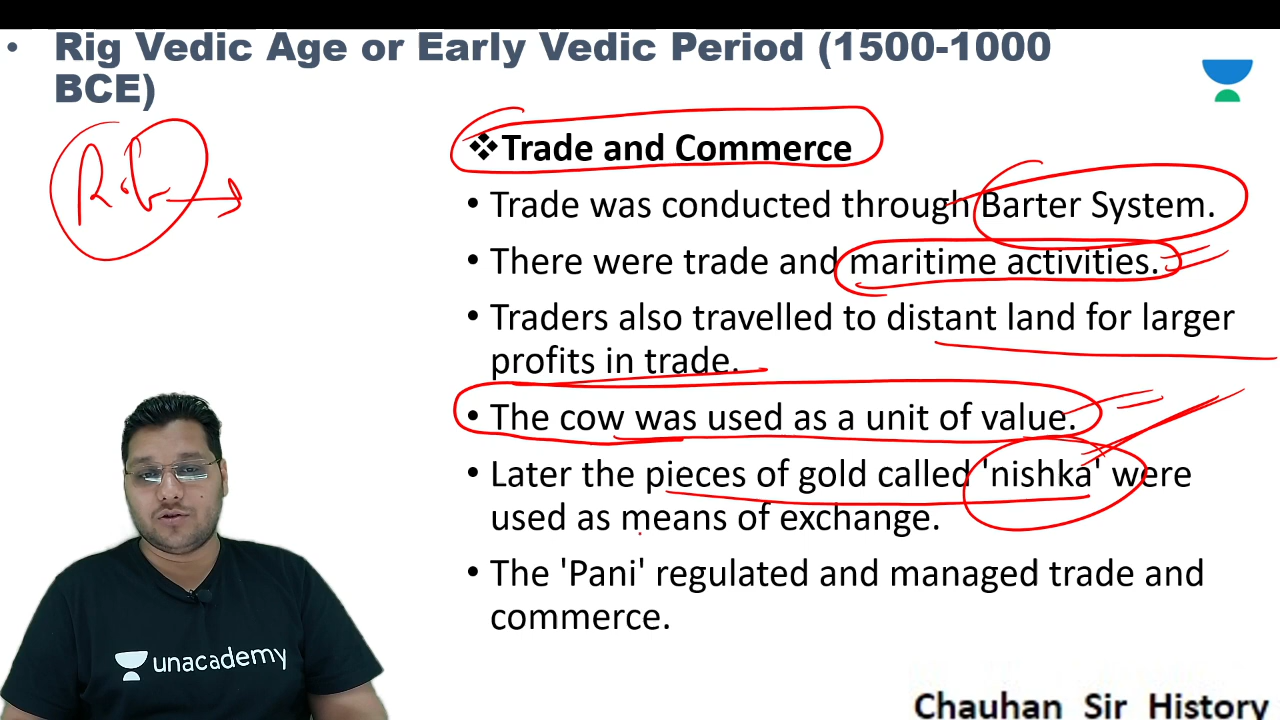 • Rig Vedic Age or Early Vedic Period (1500-1000
BCE)
❖Trade and Commerce
• Trade was conducted through Barter System.
• There were trade and maritime activities.
• Traders also travelled to distant land for larger
profits in trade.
• The cow was used as a unit of value.
• Later the pieces of gold called 'nishka' were
used as means of exchange.
• The 'Pani' regulated and managed trade and
commerce.
unacademy
Chauhan Sir History